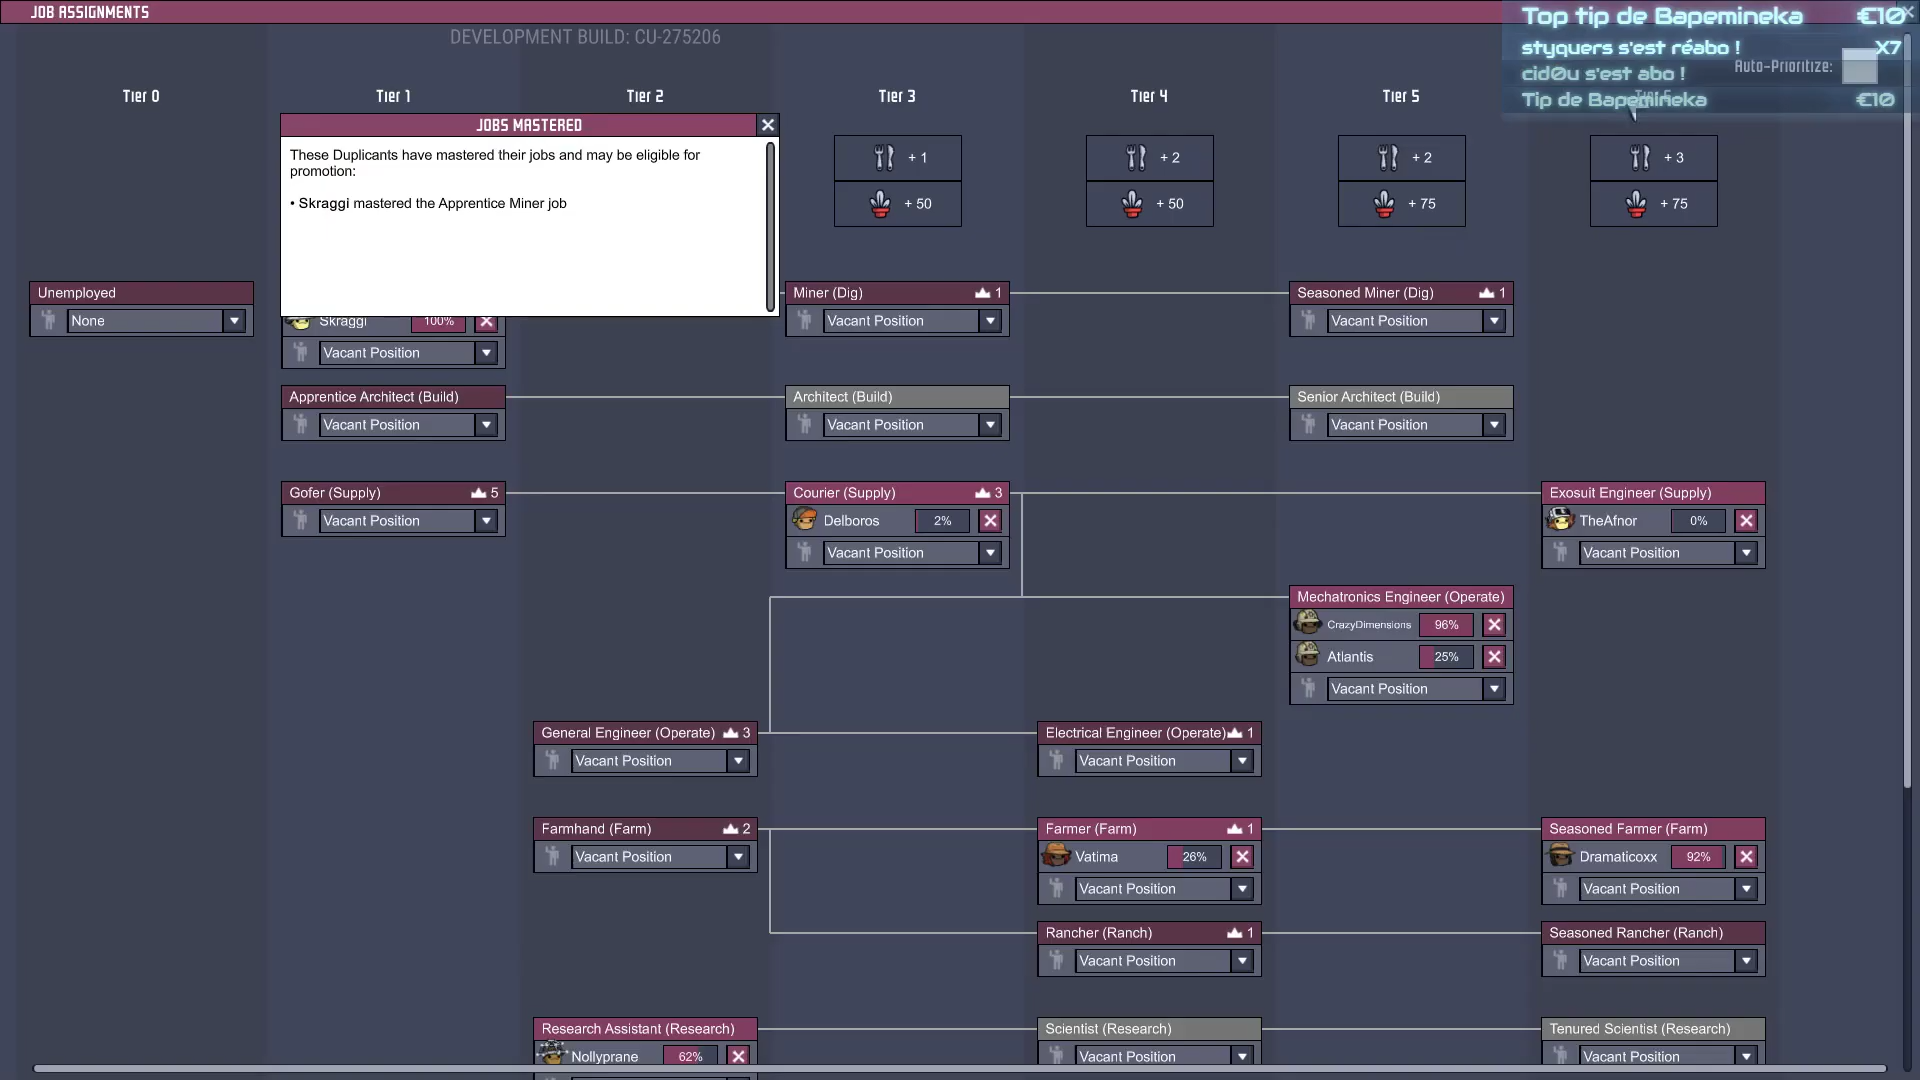 JOB ASSIGNMENTS
DEVELOPMENT BUILD: CU-275206
Top tip de Bapemineka €10
styquers s'est réabo ! X7
Auto-Prioritize:
cid0u s'est abo !
Tip de Bapemineka €10
Tier 0
Tier 1
Tier 2
Tier 3
Tier 4
Tier 5
JOBS MASTERED
These Duplicants have mastered their jobs and may be eligible for
promotion:
• Skraggi mastered the Apprentice Miner job
+ 1
+ 2
+ 2
+ 3
+ 50
+ 50
+ 75
+ 75
Unemployed
None
Skraggi 100%
Vacant Position
Miner (Dig) 1
Vacant Position
Seasoned Miner (Dig) 1
Vacant Position
Apprentice Architect (Build)
Vacant Position
Architect (Build)
Vacant Position
Senior Architect (Build)
Vacant Position
Gofer (Supply) 5
Vacant Position
Courier (Supply) 3
Delboros 2%
Vacant Position
Exosuit Engineer (Supply)
TheAfnor 0%
Vacant Position
Mechatronics Engineer (Operate)
CrazyDimensions 96%
Atlantis 25%
Vacant Position
General Engineer (Operate) 3
Vacant Position
Electrical Engineer (Operate) 1
Vacant Position
Farmhand (Farm) 2
Vacant Position
Farmer (Farm) 1
Vatima 26%
Vacant Position
Seasoned Farmer (Farm)
Dramaticoxx 92%
Vacant Position
Rancher (Ranch) 1
Vacant Position
Seasoned Rancher (Ranch)
Vacant Position
Research Assistant (Research)
Nollyprane 62%
Scientist (Research)
Vacant Position
Tenured Scientist (Research)
Vacant Position